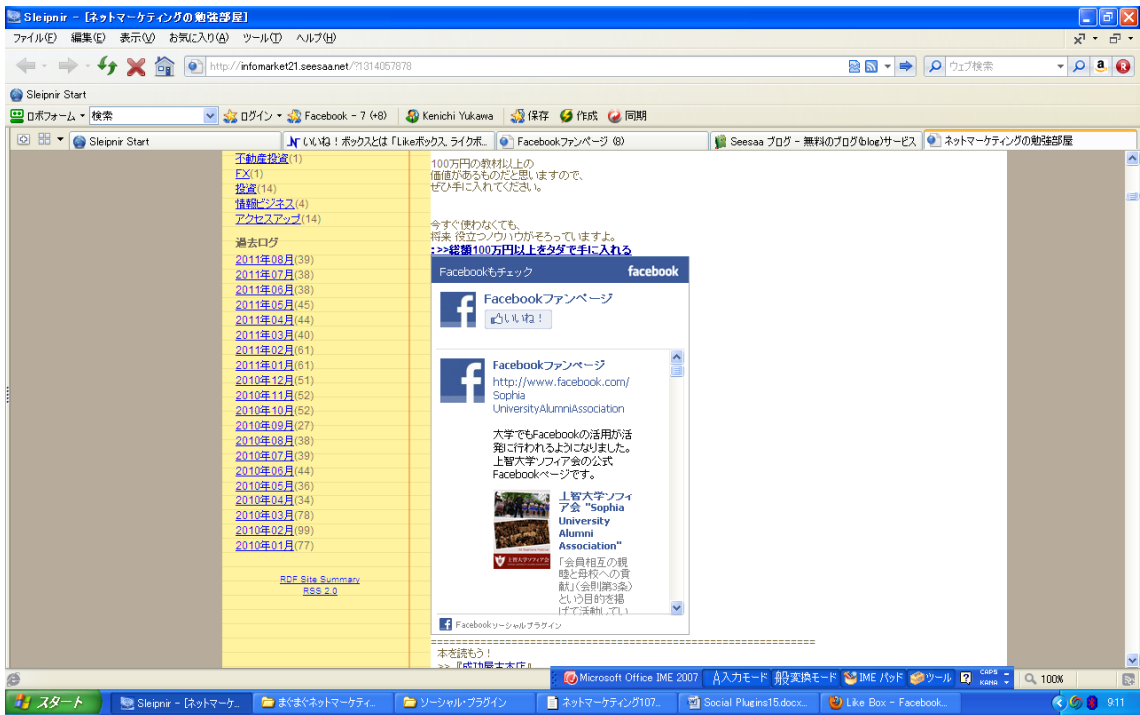 Sleipnir - [ネットマーケティングの勉強部屋]
ファイル(F) 編集(E) 表示(V) お気に入り(A) ツール(T) ヘルプ(H)
http://infomarket21.seesaa.net/?1314057878
ウェブ検索
Sleipnir Start
ロボフォーム 検索 ログイン Facebook - 7 (+8) Kenichi Yukawa 保存 作成 同期
Sleipnir Start
いいね！ボックスとは「Likeボックス, ライクボ...
Facebookファンページ (8)
Seesaa ブログ - 無料のブログ(blog)サービス
ネットマーケティングの勉強部屋
不動産投資(1)
FX(1)
投資(14)
情報ビジネス(4)
アクセスアップ(14)
過去ログ
2011年08月(39)
2011年07月(38)
2011年06月(38)
2011年05月(45)
2011年04月(44)
2011年03月(40)
2011年02月(61)
2011年01月(61)
2010年12月(51)
2010年11月(52)
2010年10月(52)
2010年09月(27)
2010年08月(38)
2010年07月(39)
2010年06月(44)
2010年05月(36)
2010年04月(34)
2010年03月(78)
2010年02月(99)
2010年01月(77)
RDF Site Summary
RSS 2.0
100万円の教材以上の
価値があるものだと思いますので、
ぜひ手に入れてください。
今すぐ使わなくても、
将来 役立つノウハウがそろっていますよ。
:>>総額100万円以上をタダで手に入れる
Facebookもチェック facebook
Facebookファンページ
いいね！
Facebookファンページ
http://www.facebook.com/
Sophia
UniversityAlumniAssociation
大学でもFacebookの活用が活
発に行われるようになりました。
上智大学ソフィア会の公式
Facebookページです。
上智大学ソフィ
ア会 "Sophia
University
Alumni
Association"
「会員相互の親
睦と母校への貢
献」(会則第3条)
という目的を掲
げて活動してい
上智大学ソフィア会
Facebookソーシャルプラグイン
==================================================
本を読もう！
>> 『成功屋古本店』
Microsoft Office IME 2007 入力モード 般 変換モード IME パッド ツール CAPS KANA
100%
スタート
Sleipnir - [ネットマーケ...
まぐまぐネットマーケティ...
ソーシャル・プラグイン
ネットマーケティング107...
Social Plugins15.docx...
Like Box - Facebook...
9:11